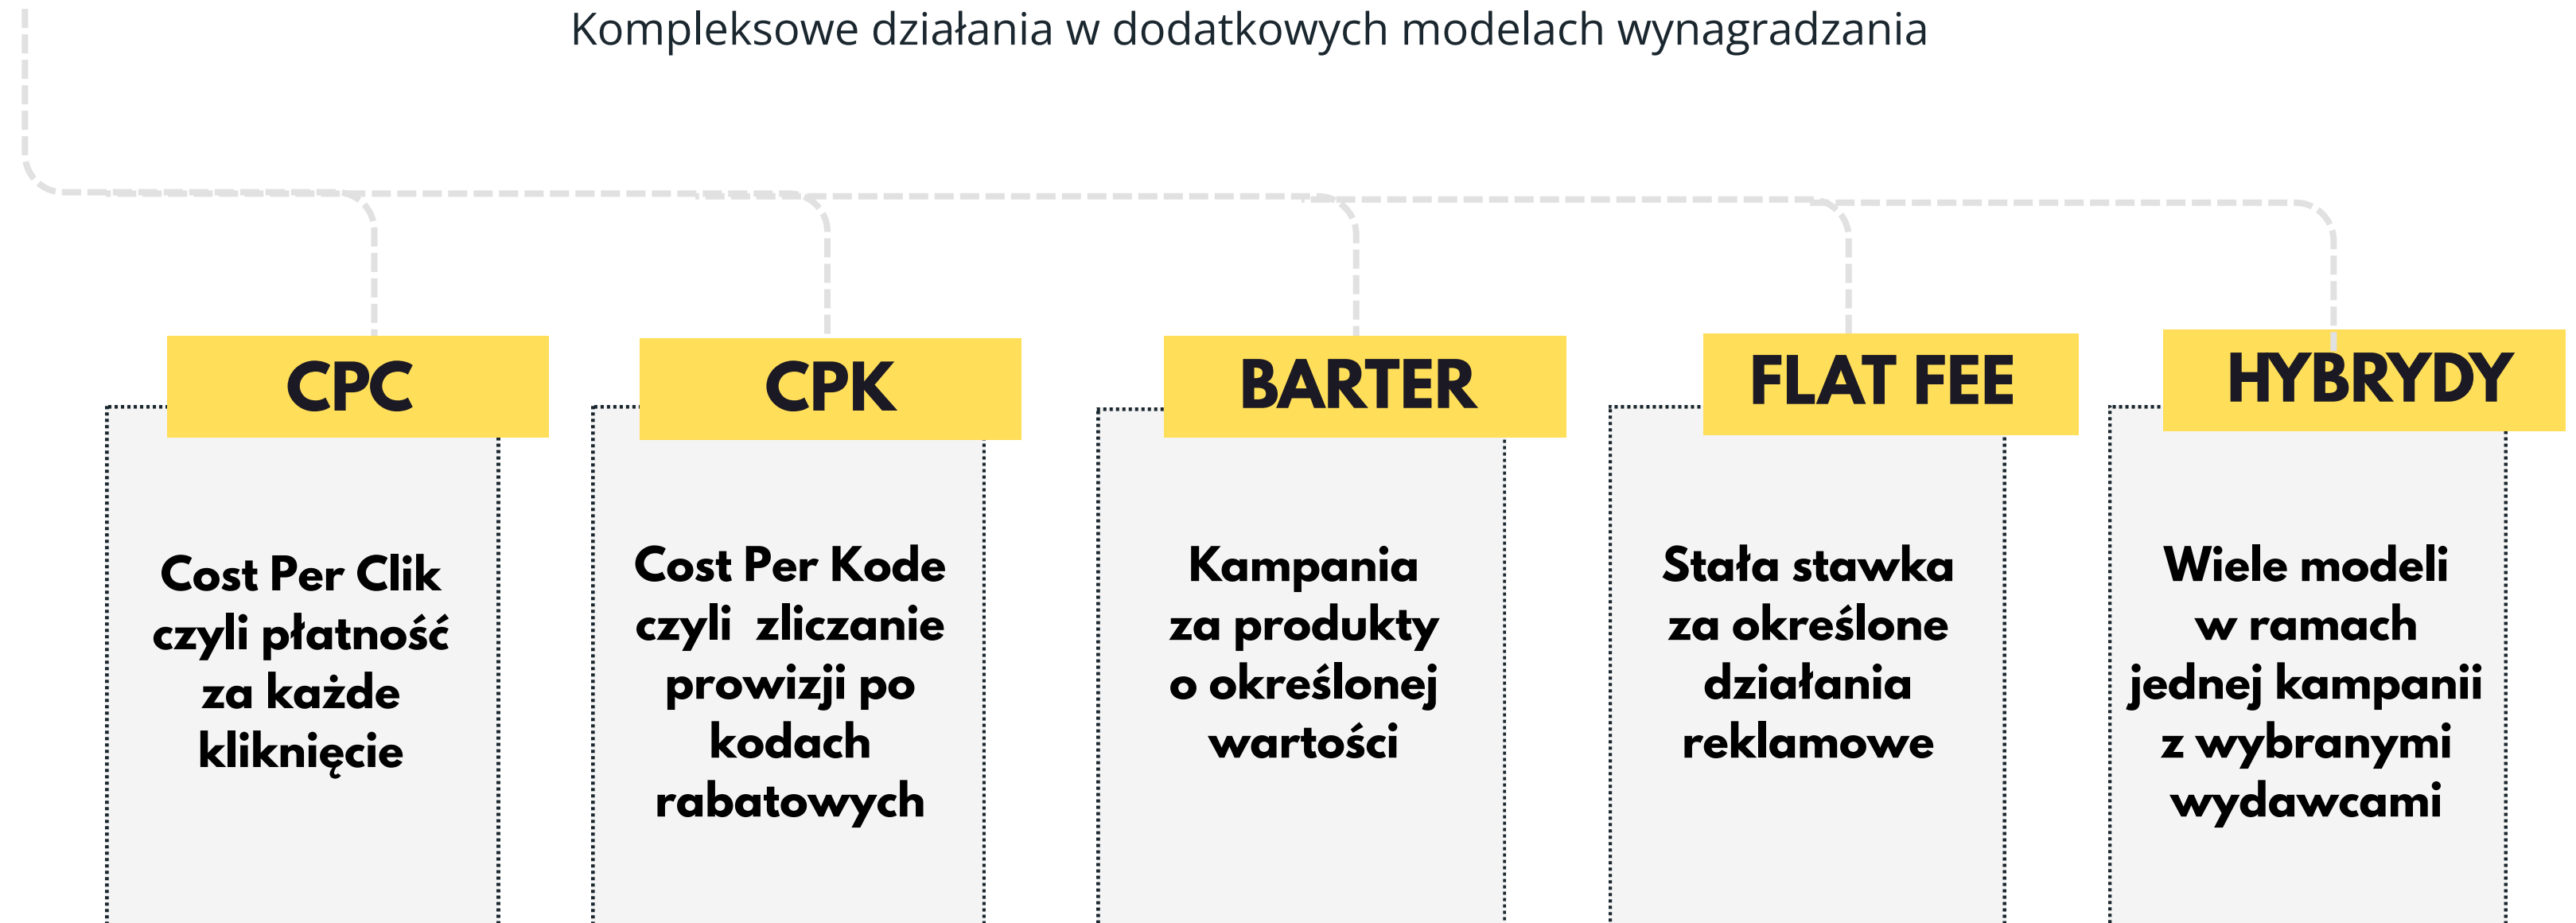 Kompleksowe działania w dodatkowych modelach wynagradzania
CPC
Cost Per Clik
czyli płatność
za każde
kliknięcie
CPK
Cost Per Kode
czyli  zliczanie
prowizji po
kodach
rabatowych
BARTER
Kampania
za produkty
o określonej
wartości
FLAT FEE
Stała stawka
za określone
działania
reklamowe
HYBRYDY
Wiele modeli
w ramach
jednej kampanii
z wybranymi
wydawcami